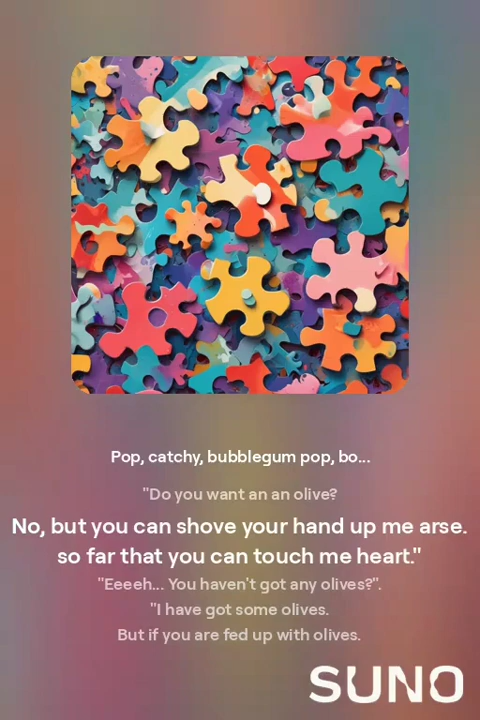 Pop, catchy, bubblegum pop, bo...
"Do you want an an olive?
No, but you can shove your hand up me arse.
so far that you can touch me heart."
"Eeeeh... You haven't got any olives?".
"I have got some olives.
But if you are fed up with olives.
SUNO